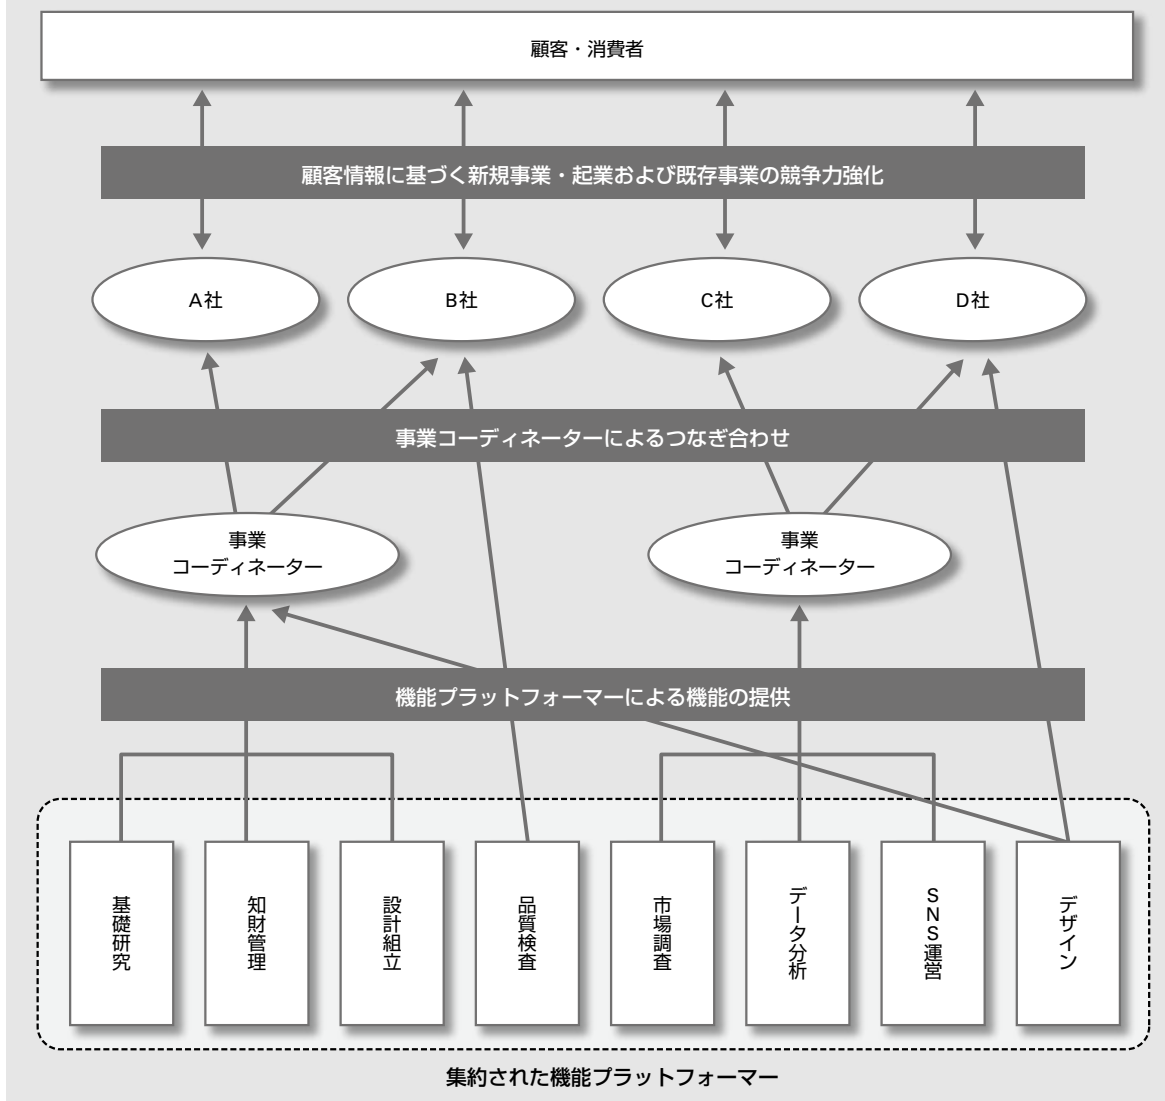 顧客・消費者
顧客情報に基づく新規事業・起業および既存事業の競争力強化
A社
B社
C社
D社
事業コーディネーターによるつなぎ合わせ
事業
コーディネーター
事業
コーディネーター
機能プラットフォーマーによる機能の提供
基礎研究
知財管理
設計組立
品質検査
市場調査
データ分析
SNS運営
デザイン
集約された機能プラットフォーマー